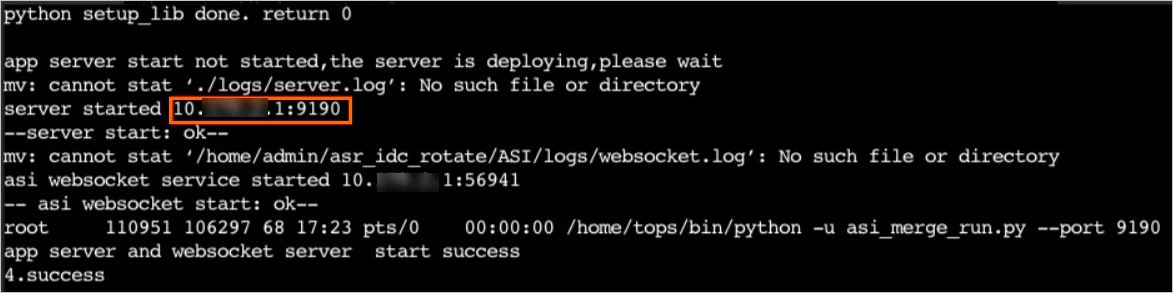 python setup_lib done. return 0
app server start not started,the server is deploying,please wait
mv: cannot stat ‘./logs/server.log’: No such file or directory
server started 10. .1:9190
--server start: ok--
mv: cannot stat ‘/home/admin/asr_idc_rotate/ASI/logs/websocket.log’: No such file or directory
asi websocket service started 10. 1:56941
-- asi websocket start: ok--
root 110951 106297 68 17:23 pts/0 00:00:00 /home/tops/bin/python -u asi_merge_run.py --port 9190
app server and websocket server start success
4.success